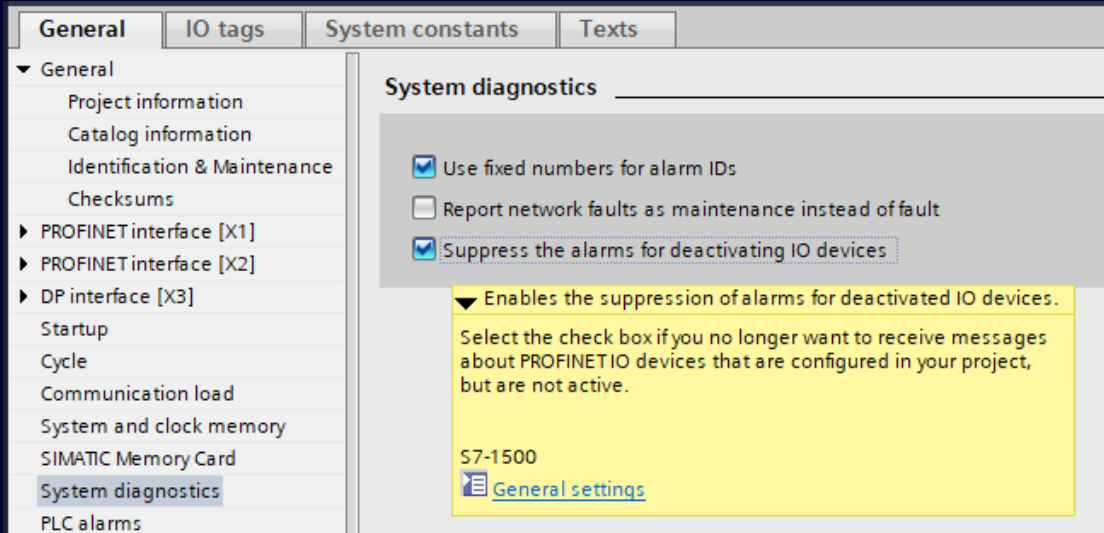 General
IO tags
System constants
Texts
General
Project information
Catalog information
Identification & Maintenance
Checksums
PROFINET interface [X1]
PROFINET interface [X2]
DP interface [X3]
Startup
Cycle
Communication load
System and clock memory
SIMATIC Memory Card
System diagnostics
PLC alarms
System diagnostics
Use fixed numbers for alarm IDs
Report network faults as maintenance instead of fault
Suppress the alarms for deactivating IO devices
Enables the suppression of alarms for deactivated IO devices.
Select the check box if you no longer want to receive messages
about PROFINET IO devices that are configured in your project,
but are not active.
S7-1500
General settings